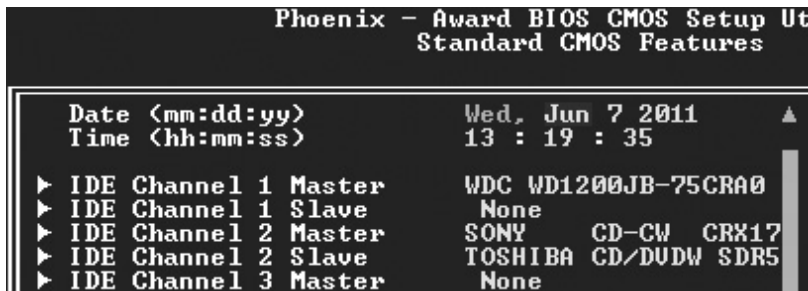 Phoenix - Award BIOS CMOS Setup Ut
Standard CMOS Features
Date (mm:dd:yy) Wed, Jun 7 2011
Time (hh:mm:ss) 13 : 19 : 35
IDE Channel 1 Master WDC WD1200JB-75CRA0
IDE Channel 1 Slave None
IDE Channel 2 Master SONY CD-CW CRX17
IDE Channel 2 Slave TOSHIBA CD/DVDW SDR5
IDE Channel 3 Master None